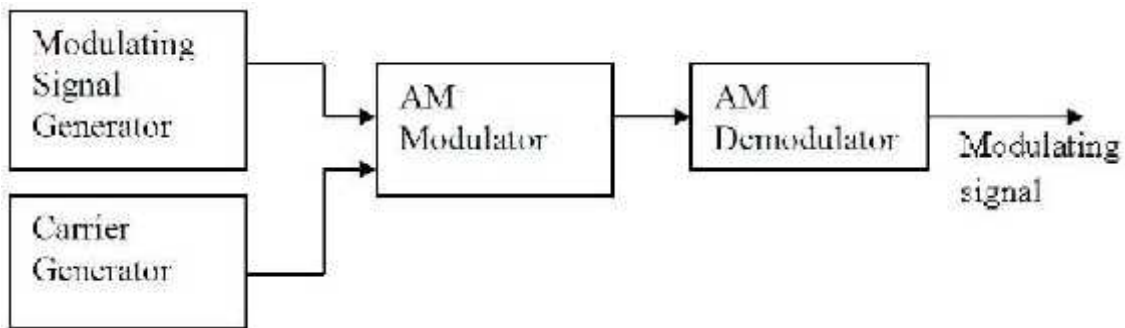 Modulating
Signal
Generator
AM
Modulator
AM
Demodulator
Modulating
signal
Carrier
Generator